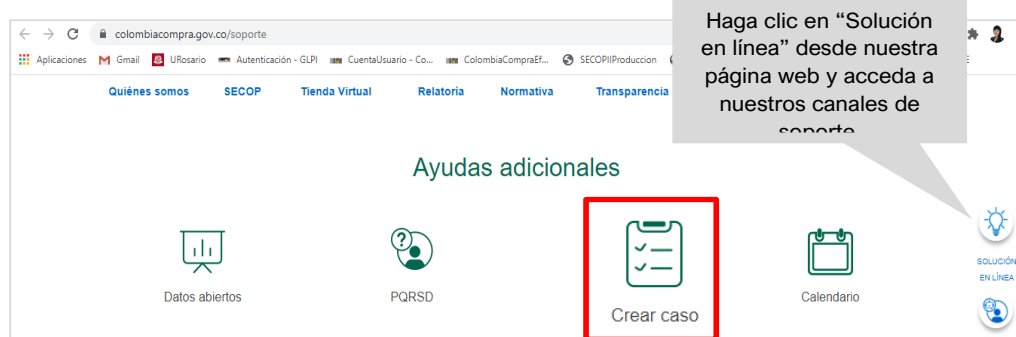 Haga clic en “Solución
en línea” desde nuestra
página web y acceda a
nuestros canales de
soporte
colombiacompra.gov.co/soporte
Aplicaciones Gmail URosario Autenticación - GLPI CuentaUsuario - Co... ColombiaCompraEf... SECOPIIProduccion
Quiénes somos SECOP Tienda Virtual Relatoría Normativa Transparencia
Ayudas adicionales
Datos abiertos PQRSD Crear caso Calendario
SOLUCIÓN
EN LÍNEA